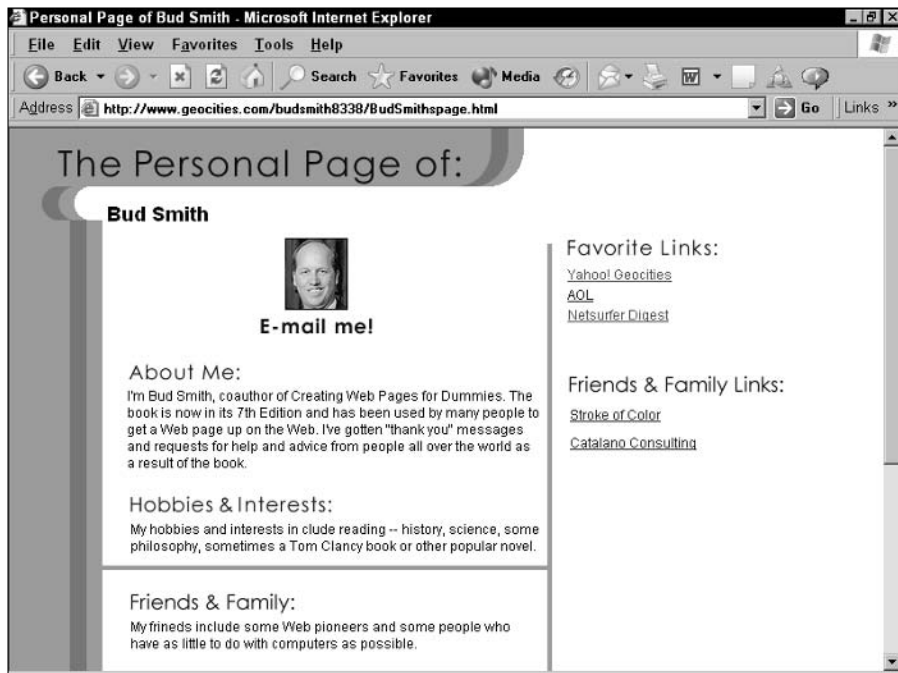 Personal Page of Bud Smith - Microsoft Internet Explorer
File Edit View Favorites Tools Help
Back Search Favorites Media W
Address http://www.geocities.com/budsmith8338/BudSmithspage.html Go Links »
The Personal Page of:
Bud Smith
E-mail me!
About Me:
I'm Bud Smith, coauthor of Creating Web Pages for Dummies. The
book is now in its 7th Edition and has been used by many people to
get a Web page up on the Web. I've gotten "thank you" messages
and requests for help and advice from people all over the world as
a result of the book.
Hobbies & Interests:
My hobbies and interests in clude reading -- history, science, some
philosophy, sometimes a Tom Clancy book or other popular novel.
Friends & Family:
My frineds include some Web pioneers and some people who
have as little to do with computers as possible.
Favorite Links:
Yahoo! Geocities
AOL
Netsurfer Digest
Friends & Family Links:
Stroke of Color
Catalano Consulting